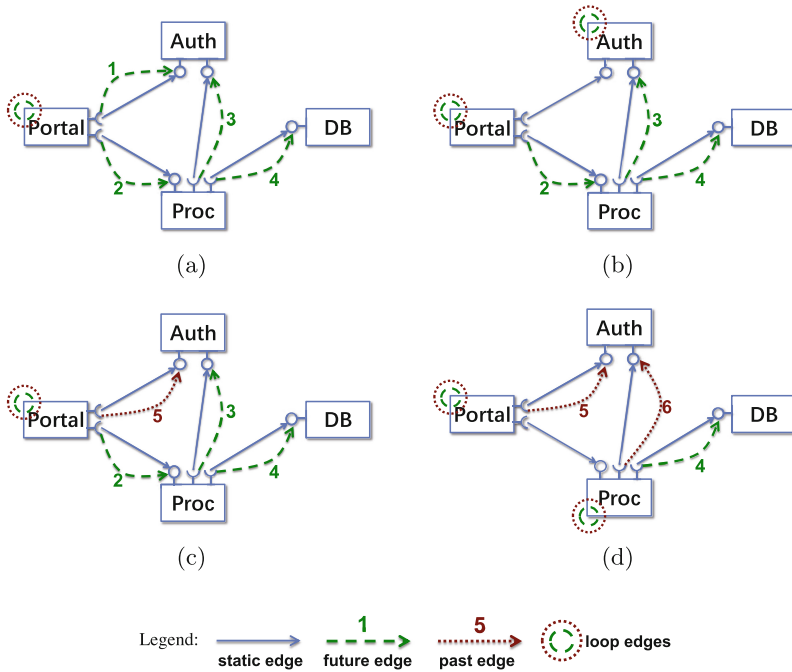 Auth
1
Portal
3
DB
2
4
Proc
(a)
Auth
Portal
3
DB
2
4
Proc
(b)
Auth
Portal
5
3
DB
2
4
Proc
(c)
Auth
Portal
5
6
DB
4
Proc
(d)
Legend:
static edge
1
future edge
5
past edge
loop edges